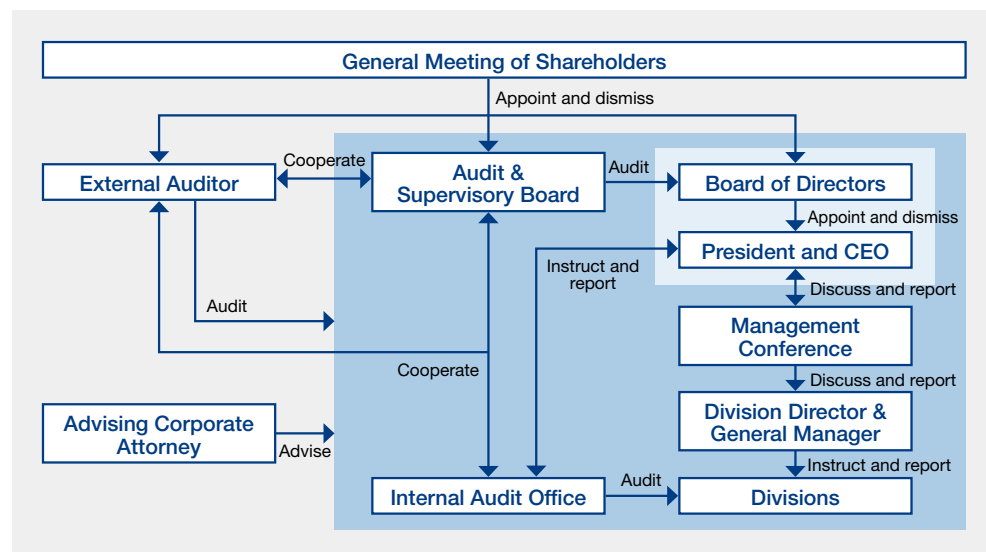 General Meeting of Shareholders
Appoint and dismiss
External Auditor
Cooperate
Audit &
Supervisory Board
Audit
Board of Directors
Appoint and dismiss
President and CEO
Instruct and
report
Discuss and report
Audit
Management
Conference
Cooperate
Discuss and report
Advising Corporate
Attorney
Advise
Division Director &
General Manager
Instruct and report
Internal Audit Office
Audit
Divisions